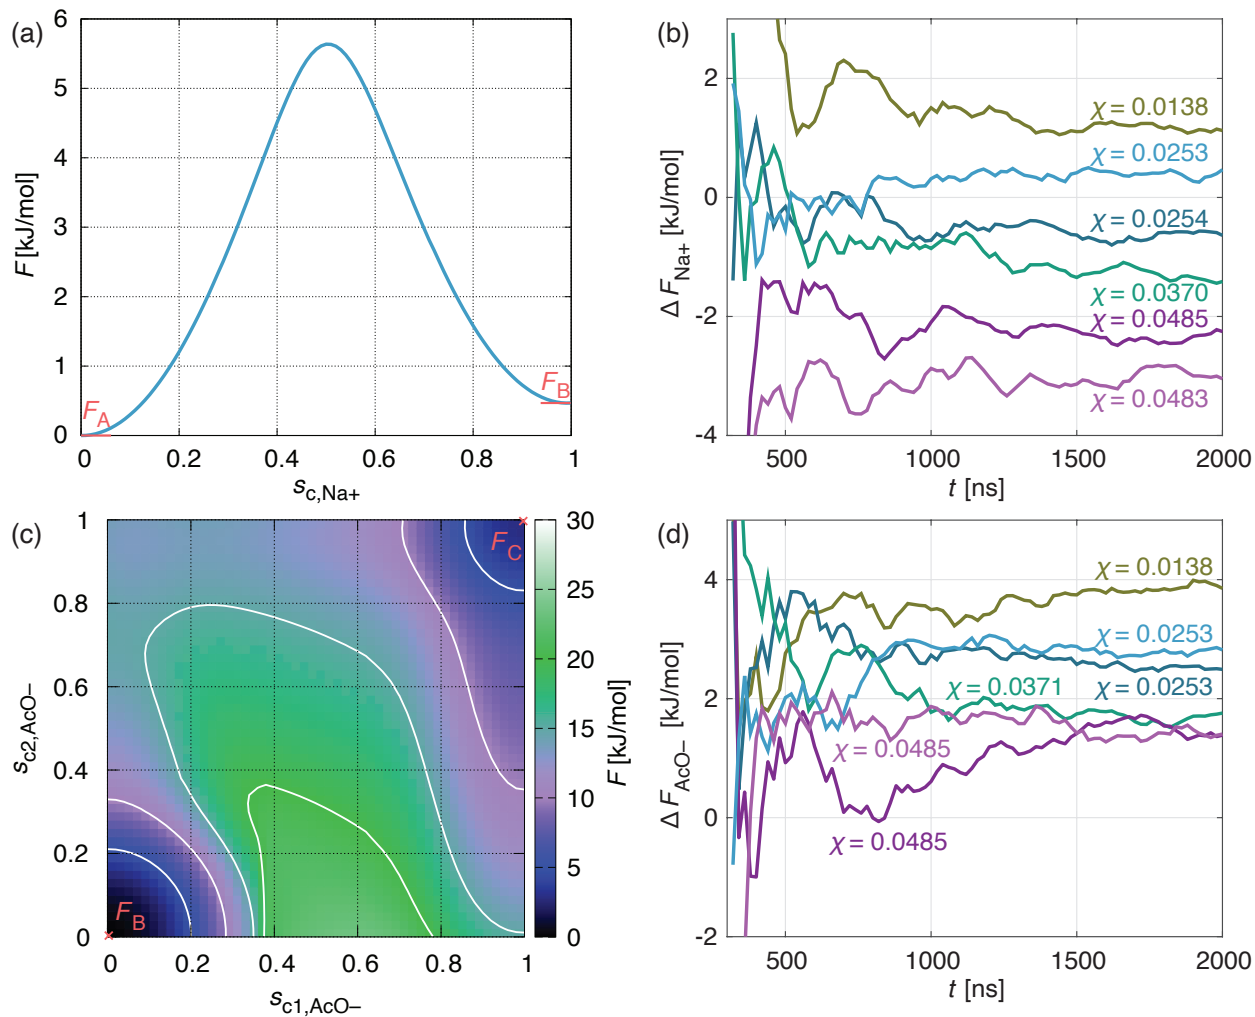 (a)
6
5
4
3
2
1
0
F [kJ/mol]
F_A
F_B
0 0.2 0.4 0.6 0.8 1
s_c,Na+
(b)
2
0
-2
-4
Δ F_Na+ [kJ/mol]
χ = 0.0138
χ = 0.0253
χ = 0.0254
χ = 0.0370
χ = 0.0485
χ = 0.0483
500 1000 1500 2000
t [ns]
(c)
1
0.8
0.6
0.4
0.2
0
s_c2,AcO–
F_C
F_B
0 0.2 0.4 0.6 0.8 1.0
s_c1,AcO–
30
25
20
15
10
5
0
F [kJ/mol]
(d)
4
2
0
-2
Δ F_AcO– [kJ/mol]
χ = 0.0138
χ = 0.0253
χ = 0.0371
χ = 0.0253
χ = 0.0485
χ = 0.0485
500 1000 1500 2000
t [ns]